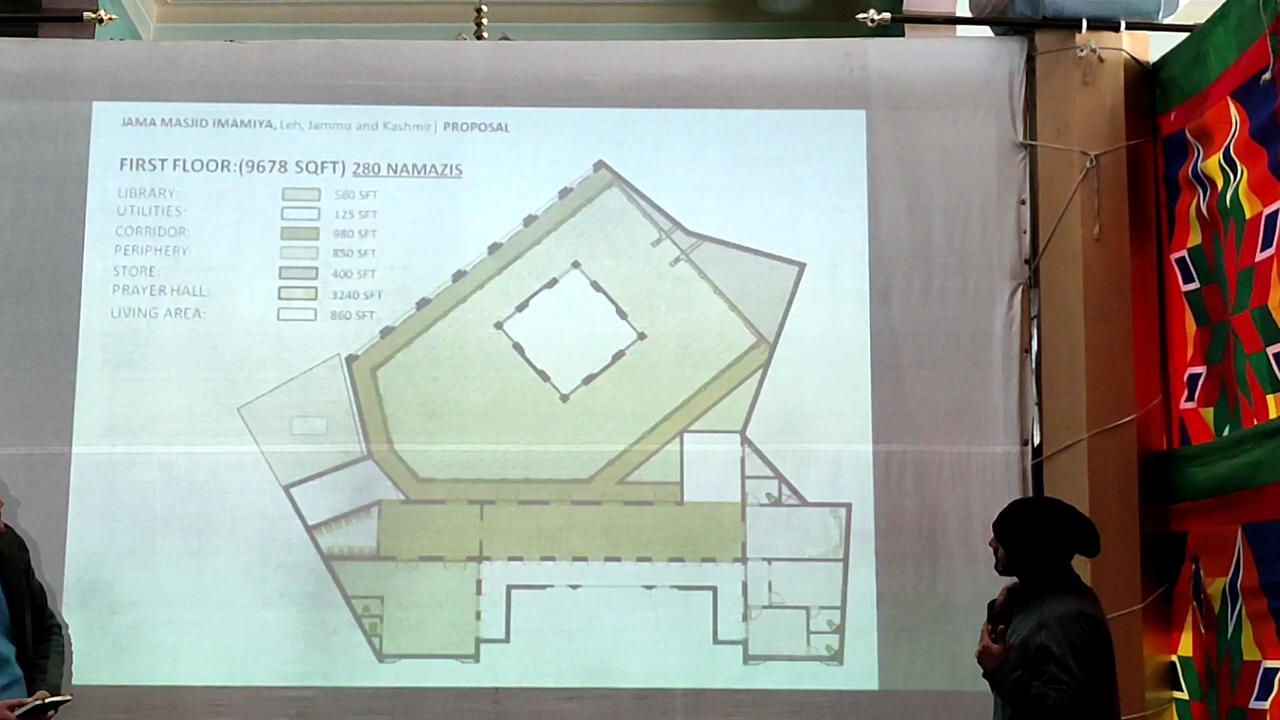 JAMA MASJID IMAMIYA, Leh, Jammu and Kashmir| PROPOSAL
FIRST FLOOR:(9678 SQFT) 280 NAMAZIS
LIBRARY: 580 SFT
UTILITIES: 125 SFT
CORRIDOR: 980 SFT
PERIPHERY: 850 SFT
STORE: 400 SFT
PRAYER HALL: 3240 SFT
LIVING AREA: 860 SFT